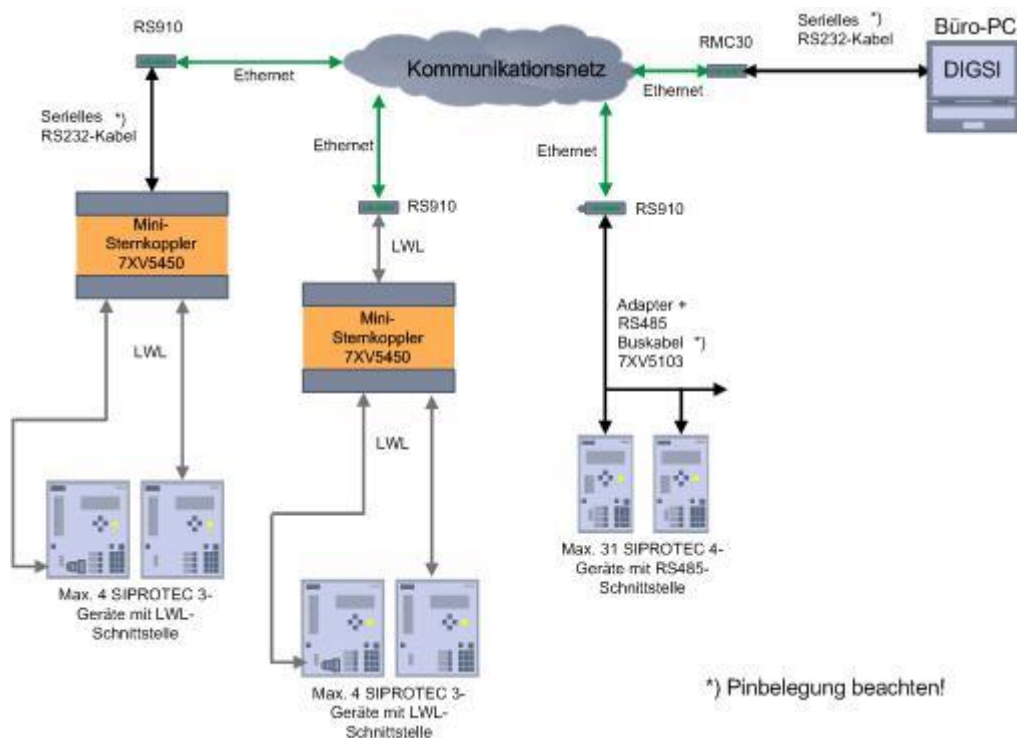 RS910
Ethernet
Kommunikationsnetz
RMC30
Ethernet
Serielles *)
RS232-Kabel
Büro-PC
DIGSI
Serielles *)
RS232-Kabel
Ethernet
Ethernet
RS910
RS910
Mini-
Sternkoppler
7XV5450
LWL
Mini-
Sternkoppler
7XV5450
Adapter +
RS485
Buskabel *)
7XV5103
LWL
LWL
Max. 4 SIPROTEC 3-
Geräte mit LWL-
Schnittstelle
Max. 4 SIPROTEC 3-
Geräte mit LWL-
Schnittstelle
Max. 31 SIPROTEC 4-
Geräte mit RS485-
Schnittstelle
*) Pinbelegung beachten!